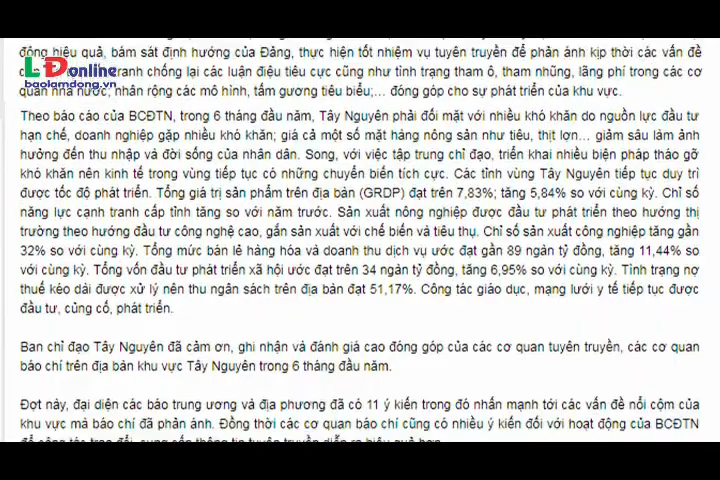 động hiệu quả, bám sát định hướng của Đảng, thực hiện tốt nhiệm vụ tuyên truyền để phản ánh kịp thời các vấn đề
tranh chống lại các luận điệu tiêu cực cũng như tình trạng tham ô, tham nhũng, lãng phí trong các cơ
LĐ online
baolamdong.vn
quan nhà nước; nhân rộng các mô hình, tấm gương tiêu biểu;… đóng góp cho sự phát triển của khu vực.
Theo báo cáo của BCĐTN, trong 6 tháng đầu năm, Tây Nguyên phải đối mặt với nhiều khó khăn do nguồn lực đầu tư
hạn chế, doanh nghiệp gặp nhiều khó khăn; giá cả một số mặt hàng nông sản như tiêu, thịt lợn… giảm sâu làm ảnh
hưởng đến thu nhập và đời sống của nhân dân. Song, với việc tập trung chỉ đạo, triển khai nhiều biện pháp tháo gỡ
khó khăn nên kinh tế trong vùng tiếp tục có những chuyển biến tích cực. Các tỉnh vùng Tây Nguyên tiếp tục duy trì
được tốc độ phát triển. Tổng giá trị sản phẩm trên địa bàn (GRDP) đạt trên 7,83%; tăng 5,84% so với cùng kỳ. Chỉ số
năng lực cạnh tranh cấp tỉnh tăng so với năm trước. Sản xuất nông nghiệp được đầu tư phát triển theo hướng thị
trường theo hướng đầu tư công nghệ cao, gắn sản xuất với chế biến và tiêu thụ. Chỉ số sản xuất công nghiệp tăng gần
32% so với cùng kỳ. Tổng mức bán lẻ hàng hóa và doanh thu dịch vụ ước đạt gần 89 ngàn tỷ đồng, tăng 11,44% so
với cùng kỳ. Tổng vốn đầu tư phát triển xã hội ước đạt trên 34 ngàn tỷ đồng, tăng 6,95% so với cùng kỳ. Tình trạng nợ
thuế kéo dài được xử lý nên thu ngân sách trên địa bàn đạt 51,17%. Công tác giáo dục, mạng lưới y tế tiếp tục được
đầu tư, củng cố, phát triển.
Ban chỉ đạo Tây Nguyên đã cảm ơn, ghi nhận và đánh giá cao đóng góp của các cơ quan tuyên truyền, các cơ quan
báo chí trên địa bàn khu vực Tây Nguyên trong 6 tháng đầu năm.
Đợt này, đại diện các báo trung ương và địa phương đã có 11 ý kiến trong đó nhấn mạnh tới các vấn đề nổi cộm của
khu vực mà báo chí đã phản ánh. Đồng thời các cơ quan báo chí cũng có nhiều ý kiến đối với hoạt động của BCĐTN
để công tác trao đổi, cung cấp thông tin tuyên truyền diễn ra hiệu quả hơn.